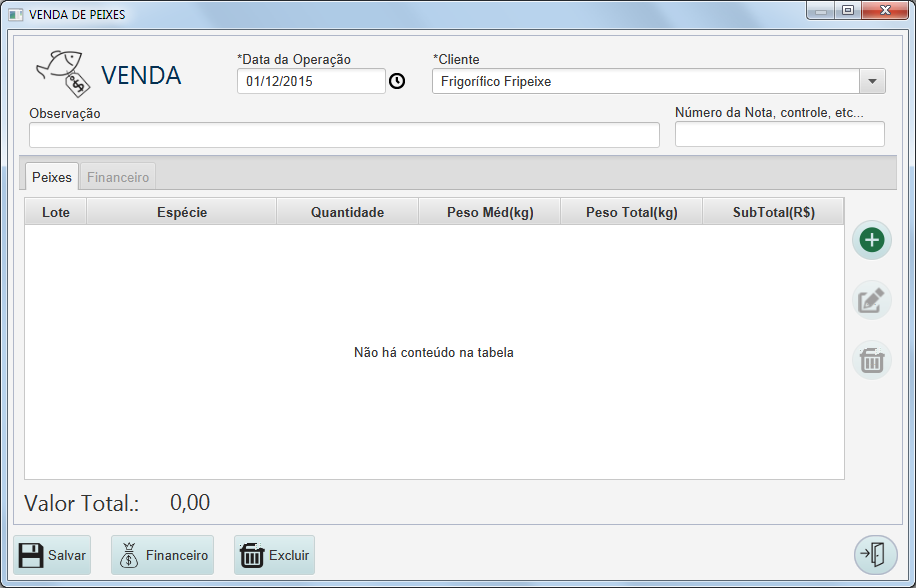 VENDA DE PEIXES
VENDA
*Data da Operação
*Cliente
01/12/2015
Frigorífico Fripeixe
Observação
Número da Nota, controle, etc...
Peixes
Financeiro
Lote
Espécie
Quantidade
Peso Méd(kg)
Peso Total(kg)
SubTotal(R$)
Não há conteúdo na tabela
Valor Total.: 0,00
Salvar
Financeiro
Excluir